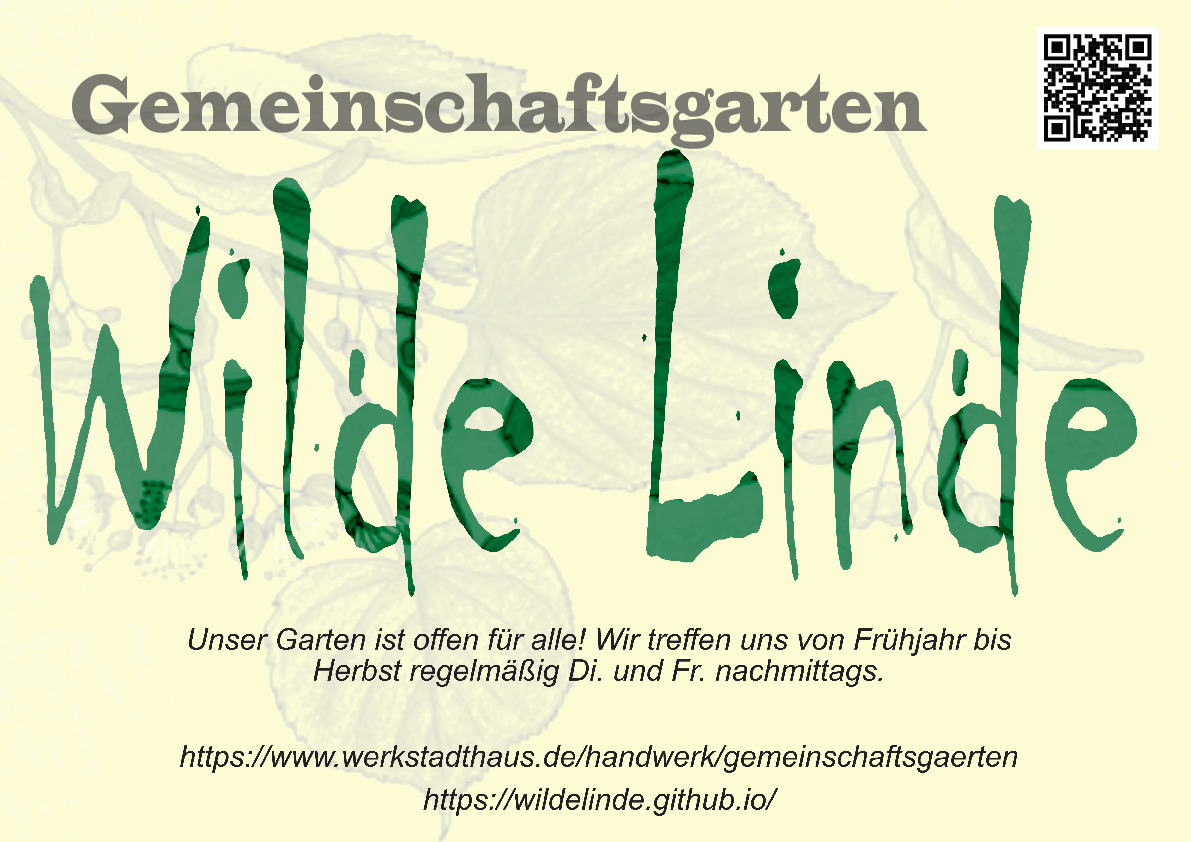 Gemeinschaftsgarten
Wilde Linde
Unser Garten ist offen für alle! Wir treffen uns von Frühjahr bis
Herbst regelmäßig Di. und Fr. nachmittags.
https://www.werkstadthaus.de/handwerk/gemeinschaftsgaerten
https://wildelinde.github.io/